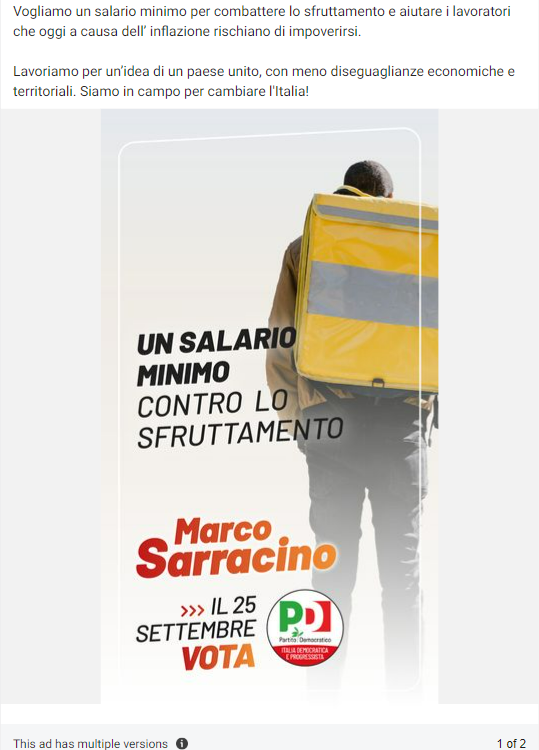 Vogliamo un salario minimo per combattere lo sfruttamento e aiutare i lavoratori
che oggi a causa dell’ inflazione rischiano di impoverirsi.
Lavoriamo per un’idea di un paese unito, con meno diseguaglianze economiche e
territoriali. Siamo in campo per cambiare l'Italia!
UN SALARIO
MINIMO
CONTRO LO
SFRUTTAMENTO
Marco
Sarracino
>>> IL 25
SETTEMBRE
VOTA
PD
Partito Democratico
ITALIA DEMOCRATICA
E PROGRESSISTA
This ad has multiple versions
1 of 2